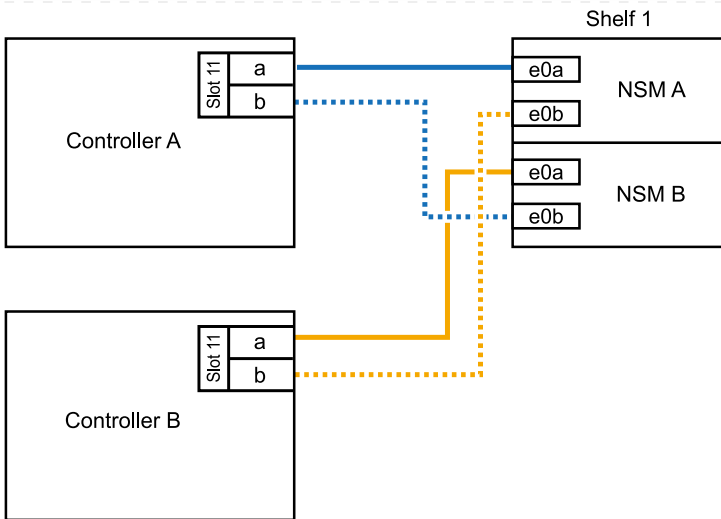 Shelf 1
Controller A
Slot 11
a
b
e0a
e0b
NSM A
e0a
e0b
NSM B
Controller B
Slot 11
a
b